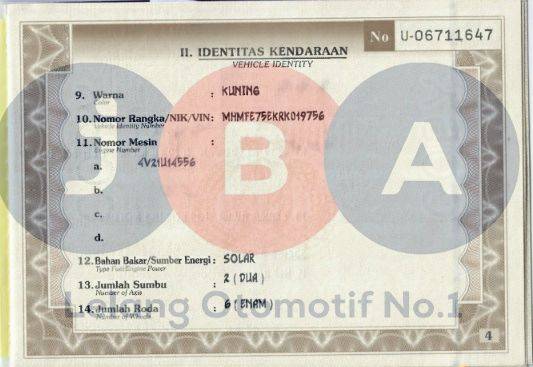 No U-06711647
II. IDENTITAS KENDARAAN
VEHICLE IDENTITY
9. Warna : KUNING
Color
10. Nomor Rangka/NIK/VIN: MHMFE75EKRK019756
Vehicle Identity Number
11. Nomor Mesin :
Engine Number
a. 4V21U14556
b.
c.
d.
12. Bahan Bakar/Sumber Energi : SOLAR
Type Fuel/Engine Power
13. Jumlah Sumbu : 2 (DUA)
Number of Axis
14. Jumlah Roda : 6 (ENAM)
Number of Wheels
4
J B A
Lelang Otomotif No.1